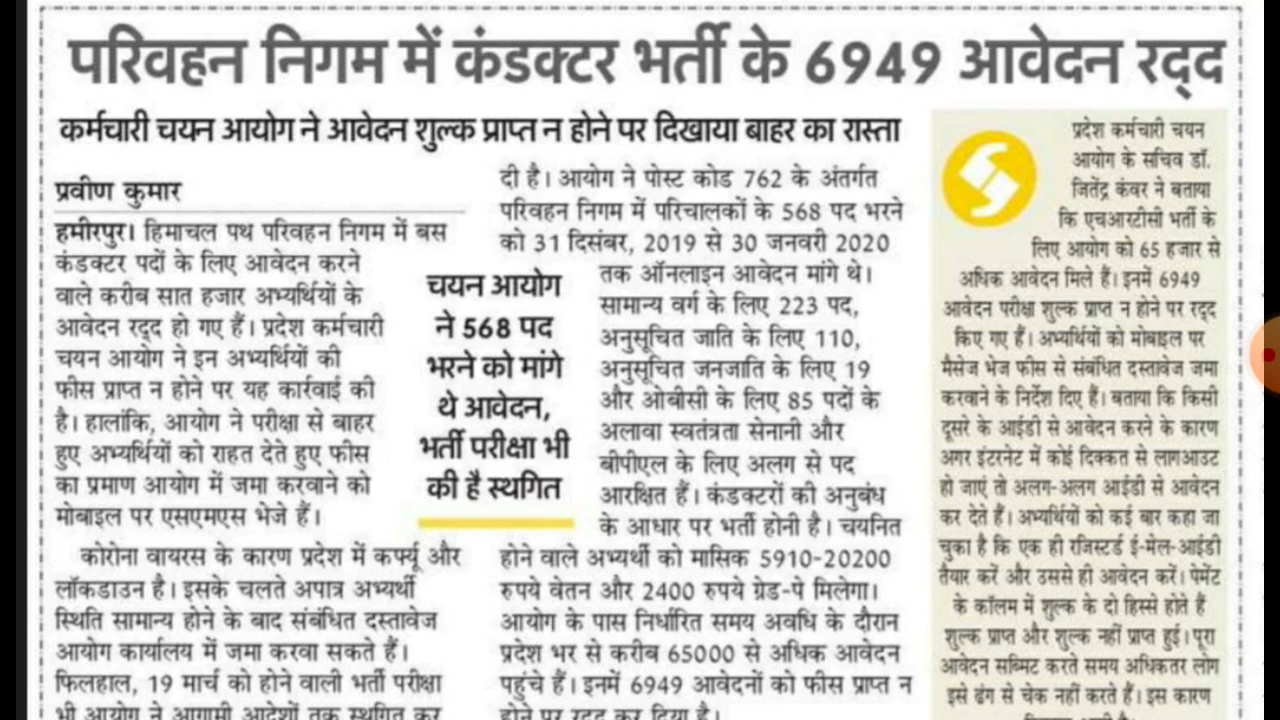 परिवहन निगम में कंडक्टर भर्ती के 6949 आवेदन रद्द
कर्मचारी चयन आयोग ने आवेदन शुल्क प्राप्त न होने पर दिखाया बाहर का रास्ता
प्रवीण कुमार
हमीरपुर। हिमाचल पथ परिवहन निगम में बस
कंडक्टर पदों के लिए आवेदन करने
वाले करीब सात हजार अभ्यर्थियों के
आवेदन रद्द हो गए हैं। प्रदेश कर्मचारी
चयन आयोग ने इन अभ्यर्थियों की
फीस प्राप्त न होने पर यह कार्रवाई की
है। हालांकि, आयोग ने परीक्षा से बाहर
हुए अभ्यर्थियों को राहत देते हुए फीस
का प्रमाण आयोग में जमा करवाने को
मोबाइल पर एसएमएस भेजे हैं।
कोरोना वायरस के कारण प्रदेश में कर्फ्यू और
लॉकडाउन है। इसके चलते अपात्र अभ्यर्थी
स्थिति सामान्य होने के बाद संबंधित दस्तावेज
आयोग कार्यालय में जमा करवा सकते हैं।
फिलहाल, 19 मार्च को होने वाली भर्ती परीक्षा
भी आयोग ने आगामी आदेशों तक स्थगित कर
चयन आयोग
ने 568 पद
भरने को मांगे
थे आवेदन,
भर्ती परीक्षा भी
की है स्थगित
दी है। आयोग ने पोस्ट कोड 762 के अंतर्गत
परिवहन निगम में परिचालकों के 568 पद भरने
को 31 दिसंबर, 2019 से 30 जनवरी 2020
तक ऑनलाइन आवेदन मांगे थे।
सामान्य वर्ग के लिए 223 पद,
अनुसूचित जाति के लिए 110,
अनुसूचित जनजाति के लिए 19
और ओबीसी के लिए 85 पदों के
अलावा स्वतंत्रता सेनानी और
बीपीएल के लिए अलग से पद
आरक्षित हैं। कंडक्टरों की अनुबंध
के आधार पर भर्ती होनी है। चयनित
होने वाले अभ्यर्थी को मासिक 5910-20200
रुपये वेतन और 2400 रुपये ग्रेड-पे मिलेगा।
आयोग के पास निर्धारित समय अवधि के दौरान
प्रदेश भर से करीब 65000 से अधिक आवेदन
पहुंचे हैं। इनमें 6949 आवेदनों को फीस प्राप्त न
होने पर रद्द कर दिया है।
प्रदेश कर्मचारी चयन
आयोग के सचिव डॉ.
जितेंद्र कंवर ने बताया
कि एचआरटीसी भर्ती के
लिए आयोग को 65 हजार से
अधिक आवेदन मिले हैं। इनमें 6949
आवेदन परीक्षा शुल्क प्राप्त न होने पर रद्द
किए गए हैं। अभ्यर्थियों को मोबाइल पर
मैसेज भेज फीस से संबंधित दस्तावेज जमा
करवाने के निर्देश दिए हैं। बताया कि किसी
दूसरे के आईडी से आवेदन करने के कारण
अगर इंटरनेट में कोई दिक्कत से लागआउट
हो जाएं तो अलग-अलग आईडी से आवेदन
कर देते हैं। अभ्यर्थियों को कई बार कहा जा
चुका है कि एक ही रजिस्टर्ड ई-मेल-आईडी
तैयार करें और उससे ही आवेदन करें। पेमेंट
के कॉलम में शुल्क के दो हिस्से होते हैं
शुल्क प्राप्त और शुल्क नहीं प्राप्त हुई। पूरा
आवेदन सब्मिट करते समय अधिकतर लोग
इसे ढंग से चेक नहीं करते हैं। इस कारण